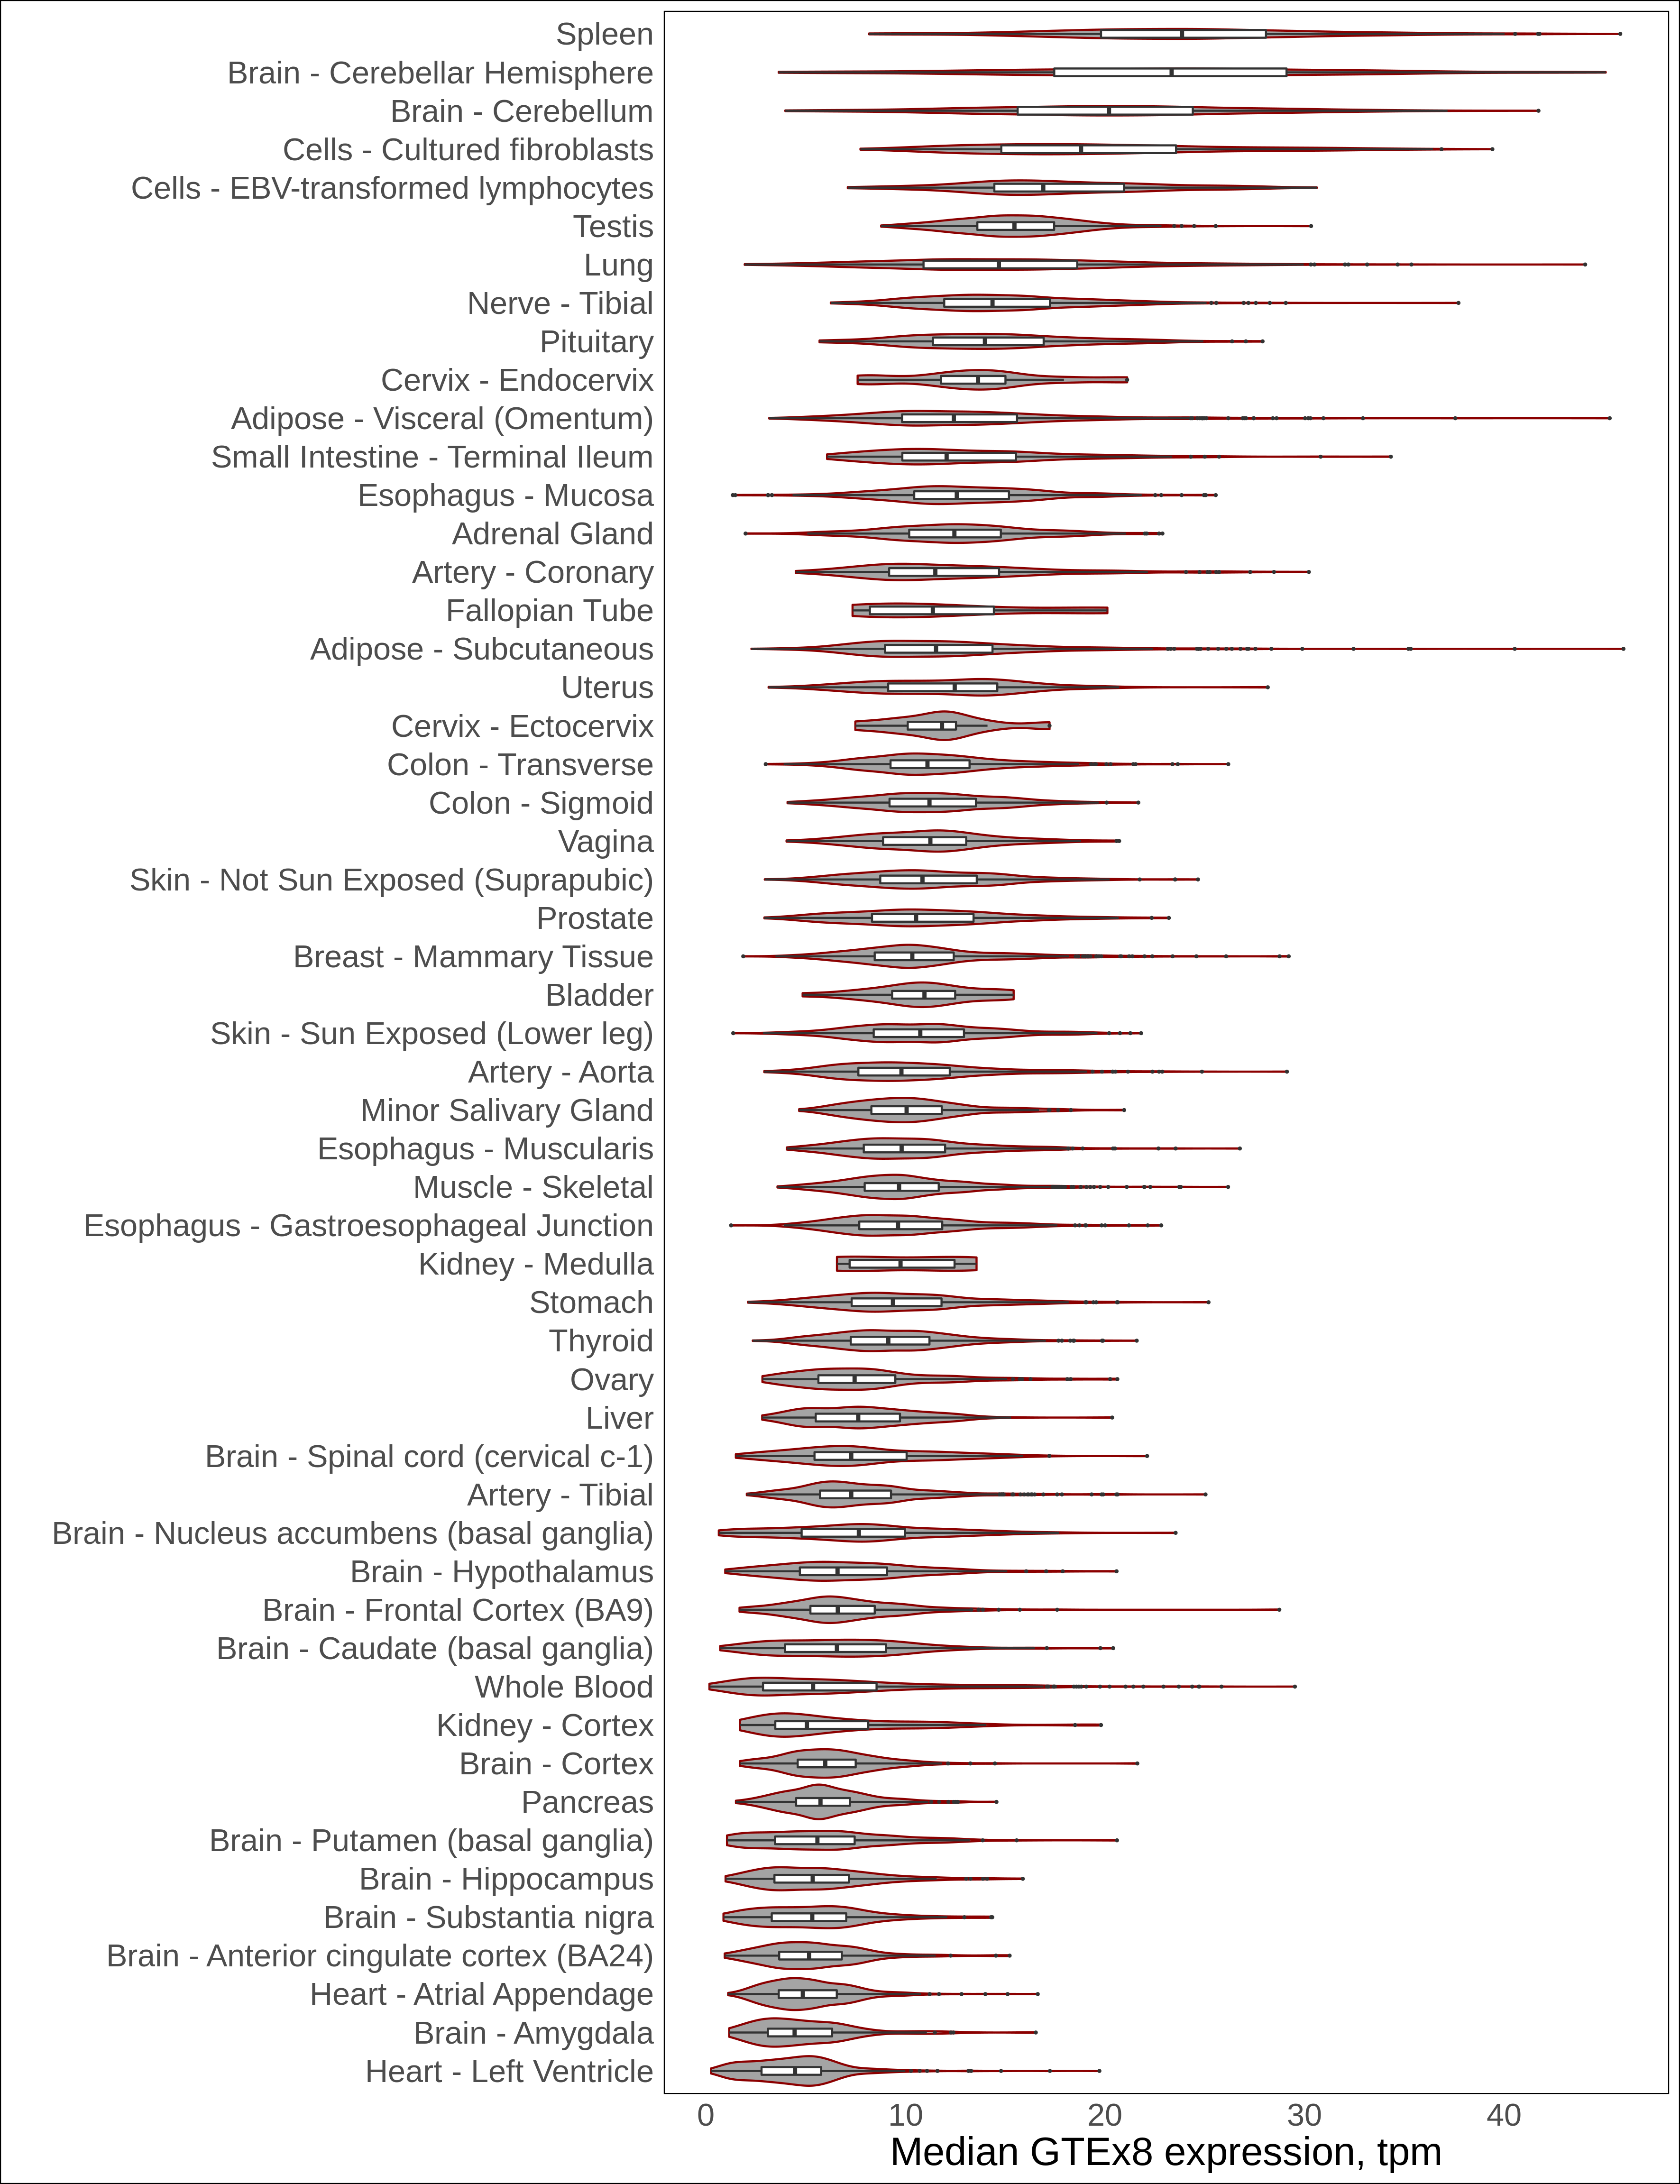 Spleen
Brain - Cerebellar Hemisphere
Brain - Cerebellum
Cells - Cultured fibroblasts
Cells - EBV-transformed lymphocytes
Testis
Lung
Nerve - Tibial
Pituitary
Cervix - Endocervix
Adipose - Visceral (Omentum)
Small Intestine - Terminal Ileum
Esophagus - Mucosa
Adrenal Gland
Artery - Coronary
Fallopian Tube
Adipose - Subcutaneous
Uterus
Cervix - Ectocervix
Colon - Transverse
Colon - Sigmoid
Vagina
Skin - Not Sun Exposed (Suprapubic)
Prostate
Breast - Mammary Tissue
Bladder
Skin - Sun Exposed (Lower leg)
Artery - Aorta
Minor Salivary Gland
Esophagus - Muscularis
Muscle - Skeletal
Esophagus - Gastroesophageal Junction
Kidney - Medulla
Stomach
Thyroid
Ovary
Liver
Brain - Spinal cord (cervical c-1)
Artery - Tibial
Brain - Nucleus accumbens (basal ganglia)
Brain - Hypothalamus
Brain - Frontal Cortex (BA9)
Brain - Caudate (basal ganglia)
Whole Blood
Kidney - Cortex
Brain - Cortex
Pancreas
Brain - Putamen (basal ganglia)
Brain - Hippocampus
Brain - Substantia nigra
Brain - Anterior cingulate cortex (BA24)
Heart - Atrial Appendage
Brain - Amygdala
Heart - Left Ventricle
0 10 20 30 40
Median GTEx8 expression, tpm